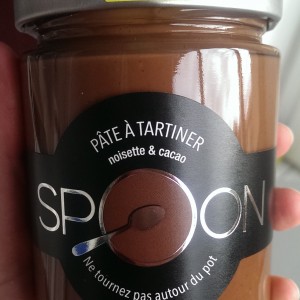 PÂTE À TARTINER
noisette & cacao
SPOON
Ne tournez pas autour du pot